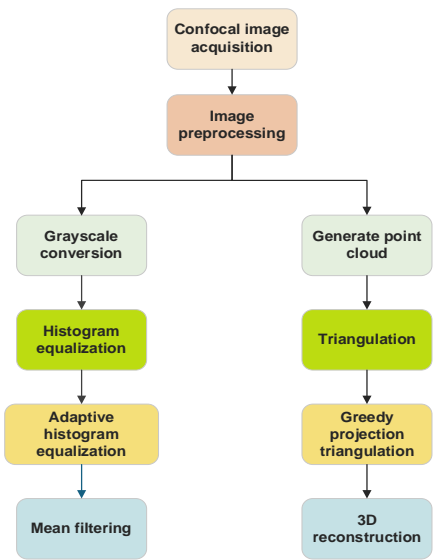 Confocal image
acquisition
Image
preprocessing
Grayscale
conversion
Generate point
cloud
Histogram
equalization
Triangulation
Adaptive
histogram
equalization
Greedy
projection
triangulation
Mean filtering
3D
reconstruction